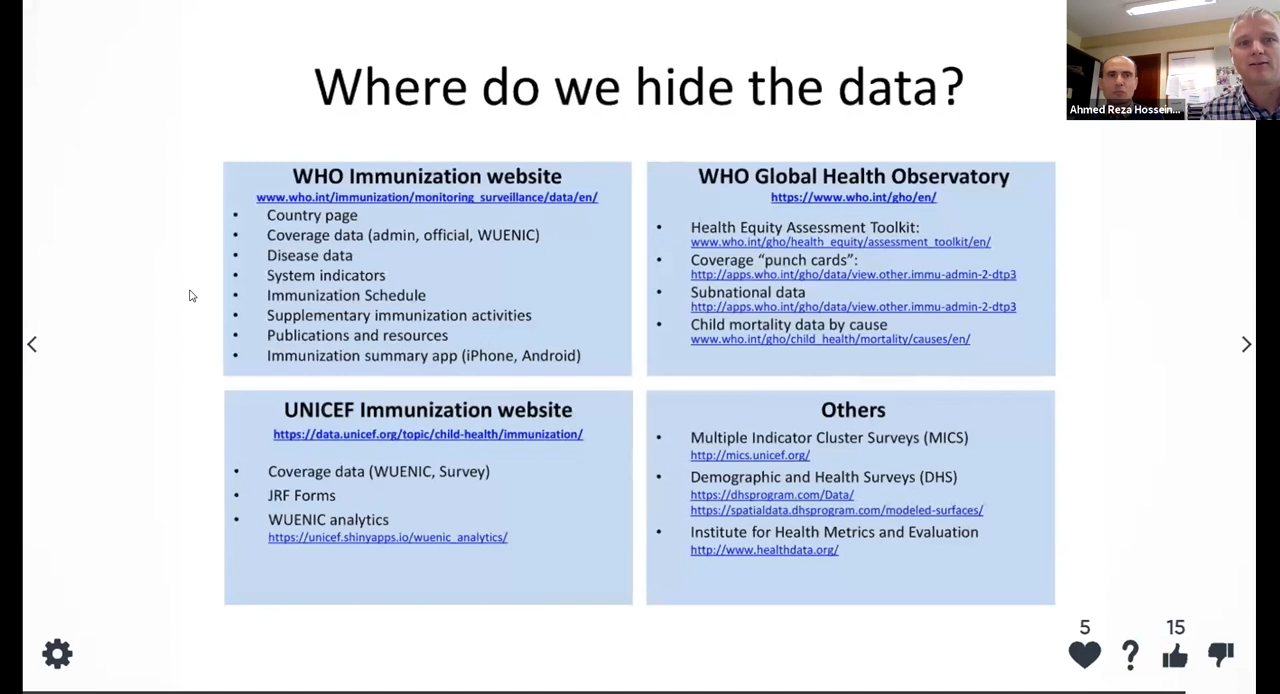 Where do we hide the data?
Ahmed Reza Hossein...
WHO Immunization website
www.who.int/immunization/monitoring_surveillance/data/en/
• Country page
• Coverage data (admin, official, WUENIC)
• Disease data
• System indicators
• Immunization Schedule
• Supplementary immunization activities
• Publications and resources
• Immunization summary app (iPhone, Android)
WHO Global Health Observatory
https://www.who.int/gho/en/
• Health Equity Assessment Toolkit:
www.who.int/gho/health_equity/assessment_toolkit/en/
• Coverage “punch cards”:
http://apps.who.int/gho/data/view.other.immu-admin-2-dtp3
• Subnational data
http://apps.who.int/gho/data/view.other.immu-admin-2-dtp3
• Child mortality data by cause
www.who.int/gho/child_health/mortality/causes/en/
UNICEF Immunization website
https://data.unicef.org/topic/child-health/immunization/
• Coverage data (WUENIC, Survey)
• JRF Forms
• WUENIC analytics
https://unicef.shinyapps.io/wuenic_analytics/
Others
• Multiple Indicator Cluster Surveys (MICS)
http://mics.unicef.org/
• Demographic and Health Surveys (DHS)
https://dhsprogram.com/Data/
https://spatialdata.dhsprogram.com/modeled-surfaces/
• Institute for Health Metrics and Evaluation
http://www.healthdata.org/
5
15